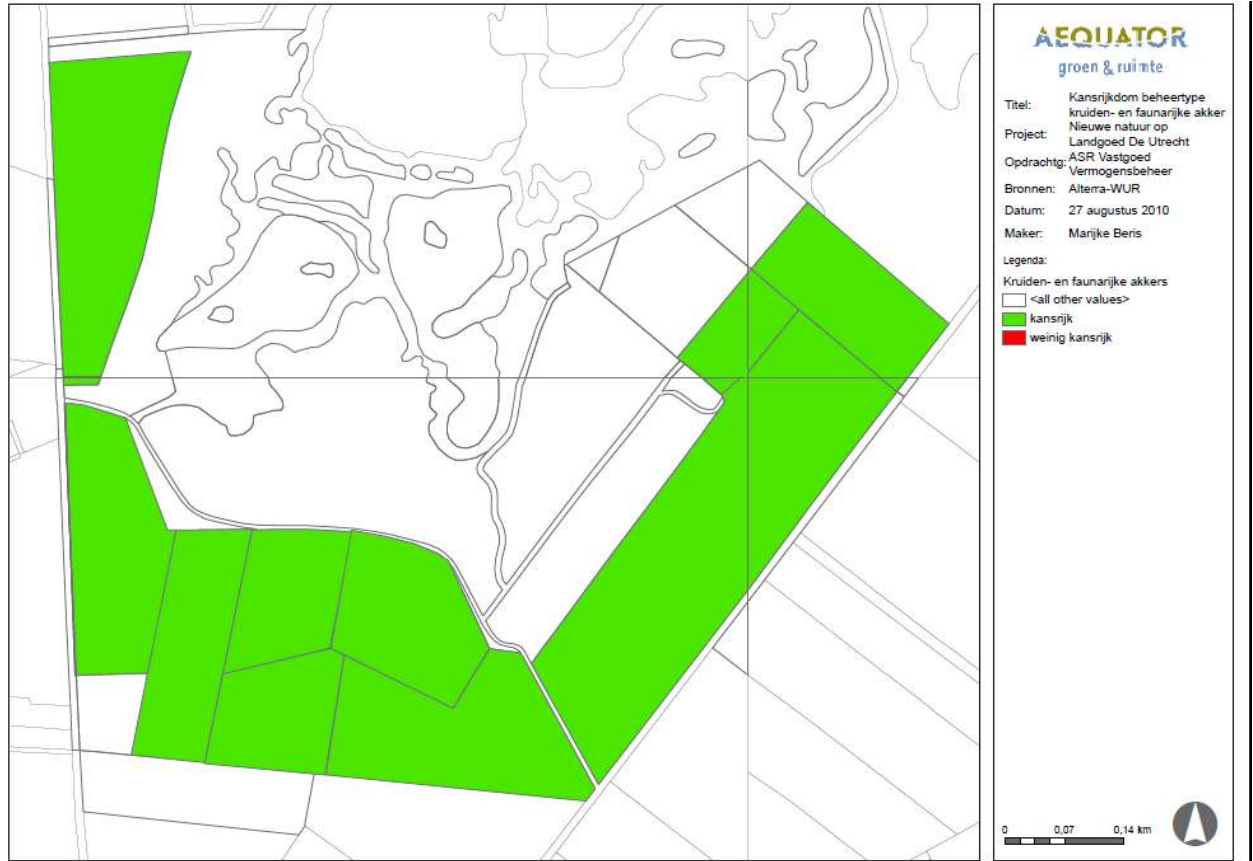 AEQUATOR
groen & ruimte
Titel: Kansrijkdom beheertype
kruiden- en faunarijke akker
Project: Nieuwe natuur op
Landgoed De Utrecht
Opdrachtg: ASR Vastgoed
Vermogensbeheer
Bronnen: Alterra-WUR
Datum: 27 augustus 2010
Maker: Marijke Beris
Legenda:
Kruiden- en faunarijke akkers
<all other values>
kansrijk
weinig kansrijk
0 0,07 0,14 km